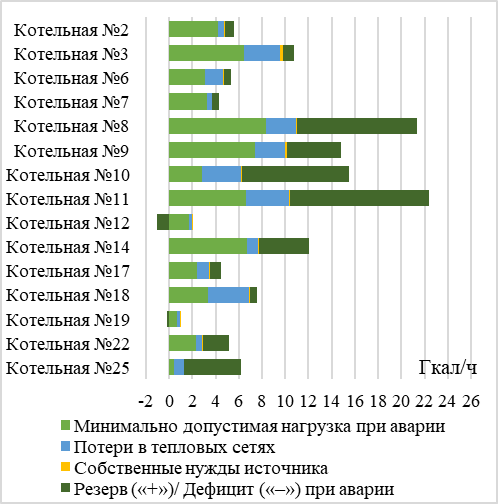 Котельная №2
Котельная №3
Котельная №6
Котельная №7
Котельная №8
Котельная №9
Котельная №10
Котельная №11
Котельная №12
Котельная №14
Котельная №17
Котельная №18
Котельная №19
Котельная №22
Котельная №25
Гкал/ч
-2 0 2 4 6 8 10 12 14 16 18 20 22 24 26
Минимально допустимая нагрузка при аварии
Потери в тепловых сетях
Собственные нужды источника
Резерв («+»)/ Дефицит («–») при аварии